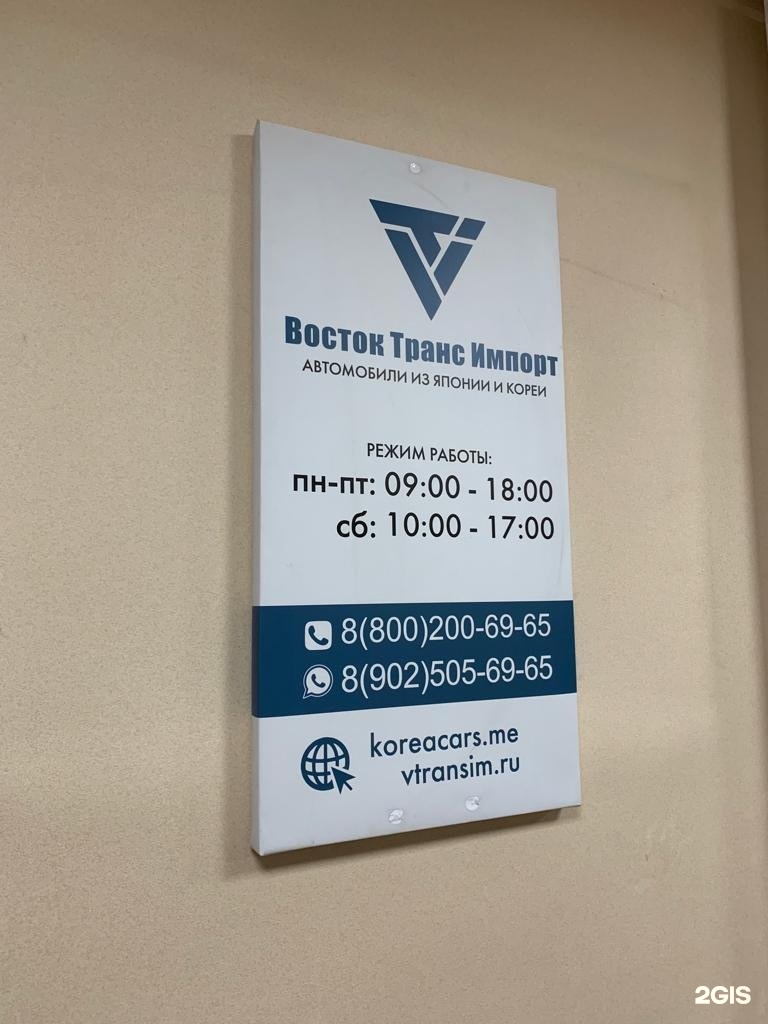 Восток Транс Импорт
АВТОМОБИЛИ ИЗ ЯПОНИИ И КОРЕИ
РЕЖИМ РАБОТЫ:
пн-пт: 09:00 - 18:00
сб: 10:00 - 17:00
8(800)200-69-65
8(902)505-69-65
koreacars.me
vtransim.ru
2GIS